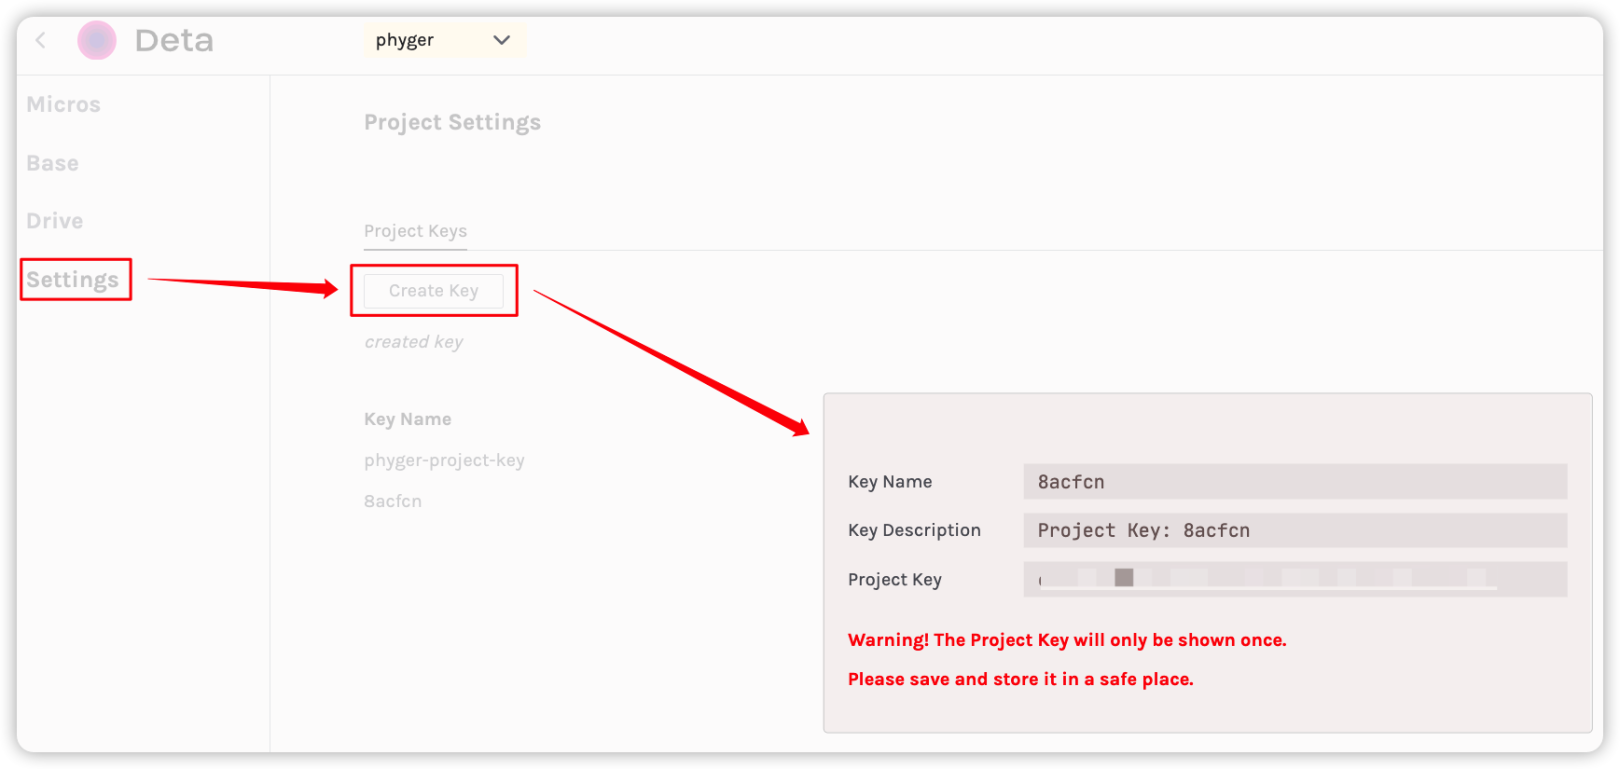 Deta
phyger
Micros
Base
Drive
Settings
Project Settings
Project Keys
Create Key
created key
Key Name
phyger-project-key
8acfcn
Key Name 8acfcn
Key Description Project Key: 8acfcn
Project Key
Warning! The Project Key will only be shown once.
Please save and store it in a safe place.